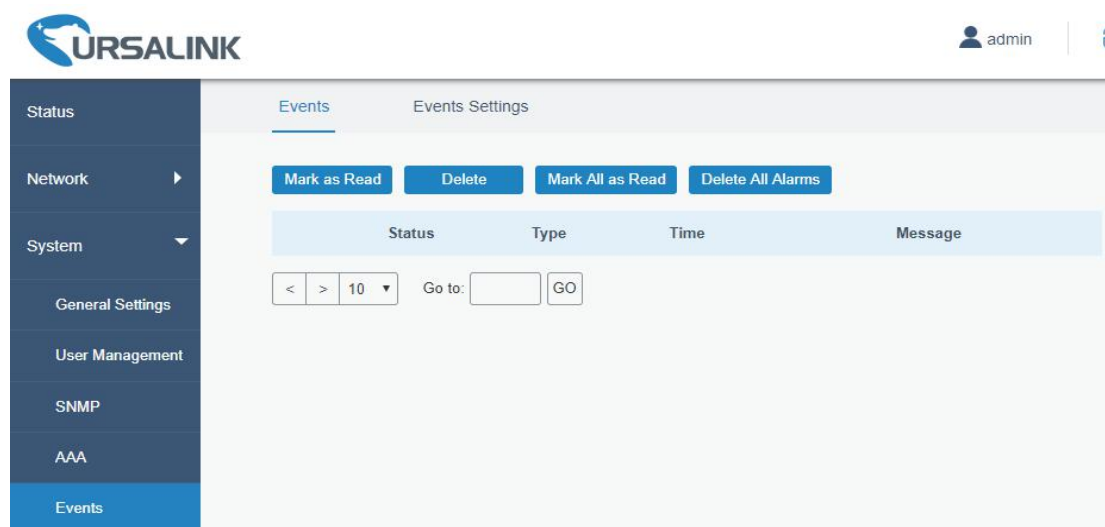 URSALINK
admin
Status
Events Events Settings
Network
Mark as Read Delete Mark All as Read Delete All Alarms
Status Type Time Message
System
< > 10 Go to: GO
General Settings
User Management
SNMP
AAA
Events